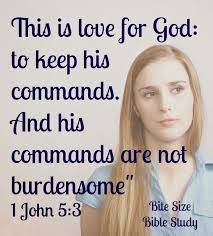 This is love for God:
to keep his
commands.
And his
commands are not
burdensome"
1 John 5:3
Bite Size
Bible Study